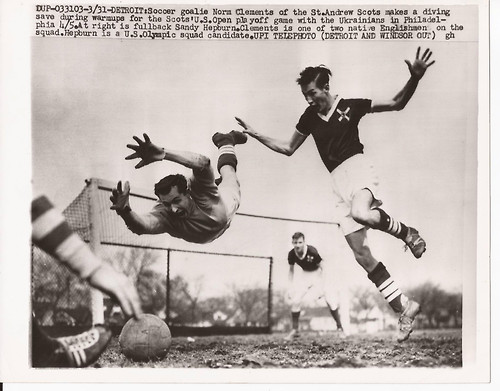 DUP-033103-3/31-DETROIT:Soccer goalie Norm Clements of the St.Andrew Scots makes a diving
save during warmups for the Scots'U.S.Open playoff game with the Ukrainians in Philadel-
phia 4/5.At right is fullback Sandy Hepburn.Clements is one of two native Englishmen on the
squad.Hepburn is a U.S.Olympic squad candidate.UPI TELEPHOTO (DETROIT AND WINDSOR OUT) gh